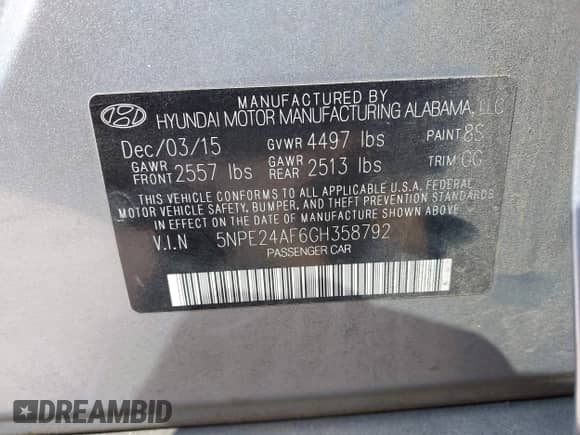 MANUFACTURED BY
HYUNDAI MOTOR MANUFACTURING ALABAMA, LLC
Dec/03/15 GVWR 4497 lbs PAINT 8S
GAWR FRONT 2557 lbs GAWR REAR 2513 lbs TRIM GG
THIS VEHICLE CONFORMS TO ALL APPLICABLE U.S.A. FEDERAL
MOTOR VEHICLE SAFETY, BUMPER, AND THEFT PREVENTION STANDARDS
IN EFFECT ON THE DATE OF MANUFACTURE SHOWN ABOVE.
V.I.N 5NPE24AF6GH358792
PASSENGER CAR
DREAMBID